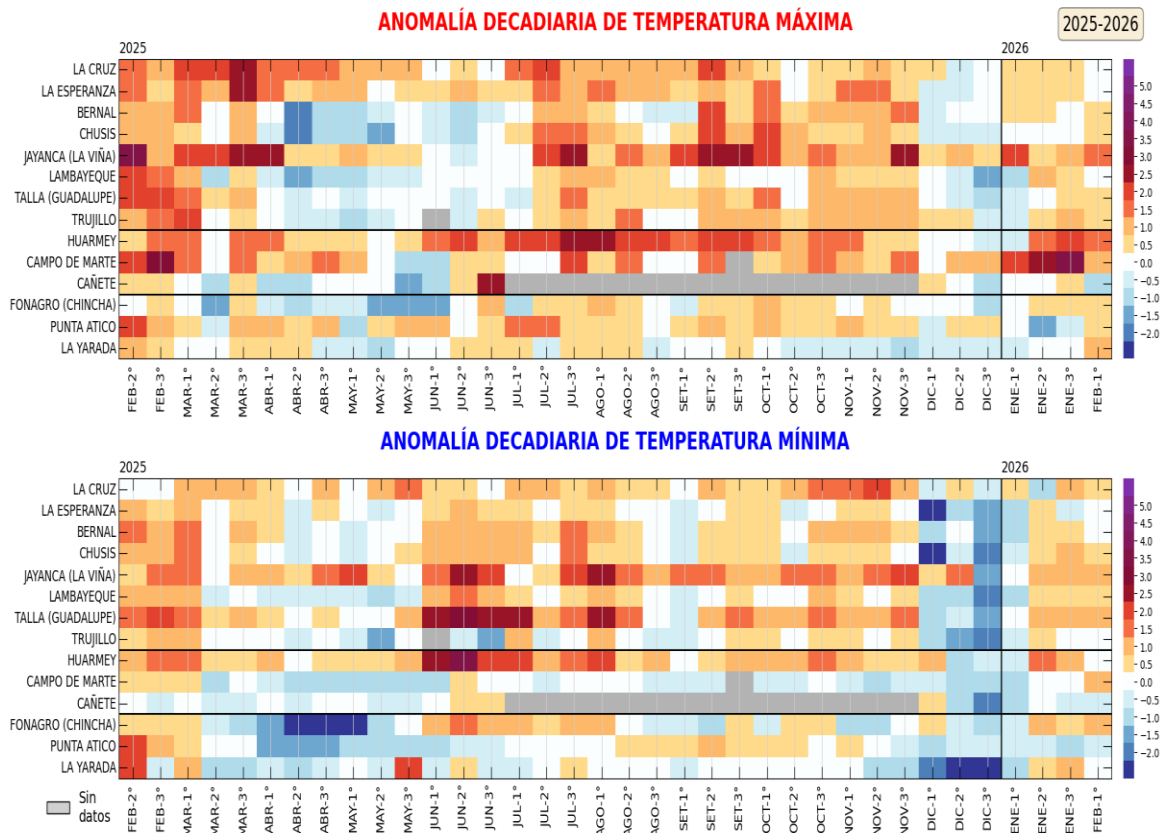 ANOMALÍA DECADIARIA DE TEMPERATURA MÁXIMA
2025-2026
2025
2026
LA CRUZ
LA ESPERANZA
BERNAL
CHUSIS
JAYANCA (LA VIÑA)
LAMBAYEQUE
TALLA (GUADALUPE)
TRUJILLO
HUARMEY
CAMPO DE MARTE
CAÑETE
FONAGRO (CHINCHA)
PUNTA ATICO
LA YARADA
5.0
4.5
4.0
3.5
3.0
2.5
2.0
1.5
1.0
0.5
0.0
−0.5
−1.0
−1.5
−2.0
FEB-2°
FEB-3°
MAR-1°
MAR-2°
MAR-3°
ABR-1°
ABR-2°
ABR-3°
MAY-1°
MAY-2°
MAY-3°
JUN-1°
JUN-2°
JUN-3°
JUL-1°
JUL-2°
JUL-3°
AGO-1°
AGO-2°
AGO-3°
SET-1°
SET-2°
SET-3°
OCT-1°
OCT-2°
OCT-3°
NOV-1°
NOV-2°
NOV-3°
DIC-1°
DIC-2°
DIC-3°
ENE-1°
ENE-2°
ENE-3°
FEB-1°
ANOMALÍA DECADIARIA DE TEMPERATURA MÍNIMA
2025
2026
LA CRUZ
LA ESPERANZA
BERNAL
CHUSIS
JAYANCA (LA VIÑA)
LAMBAYEQUE
TALLA (GUADALUPE)
TRUJILLO
HUARMEY
CAMPO DE MARTE
CAÑETE
FONAGRO (CHINCHA)
PUNTA ATICO
LA YARADA
5.0
4.5
4.0
3.5
3.0
2.5
2.0
1.5
1.0
0.5
0.0
−0.5
−1.0
−1.5
−2.0
Sin
datos
FEB-2°
FEB-3°
MAR-1°
MAR-2°
MAR-3°
ABR-1°
ABR-2°
ABR-3°
MAY-1°
MAY-2°
MAY-3°
JUN-1°
JUN-2°
JUN-3°
JUL-1°
JUL-2°
JUL-3°
AGO-1°
AGO-2°
AGO-3°
SET-1°
SET-2°
SET-3°
OCT-1°
OCT-2°
OCT-3°
NOV-1°
NOV-2°
NOV-3°
DIC-1°
DIC-2°
DIC-3°
ENE-1°
ENE-2°
ENE-3°
FEB-1°